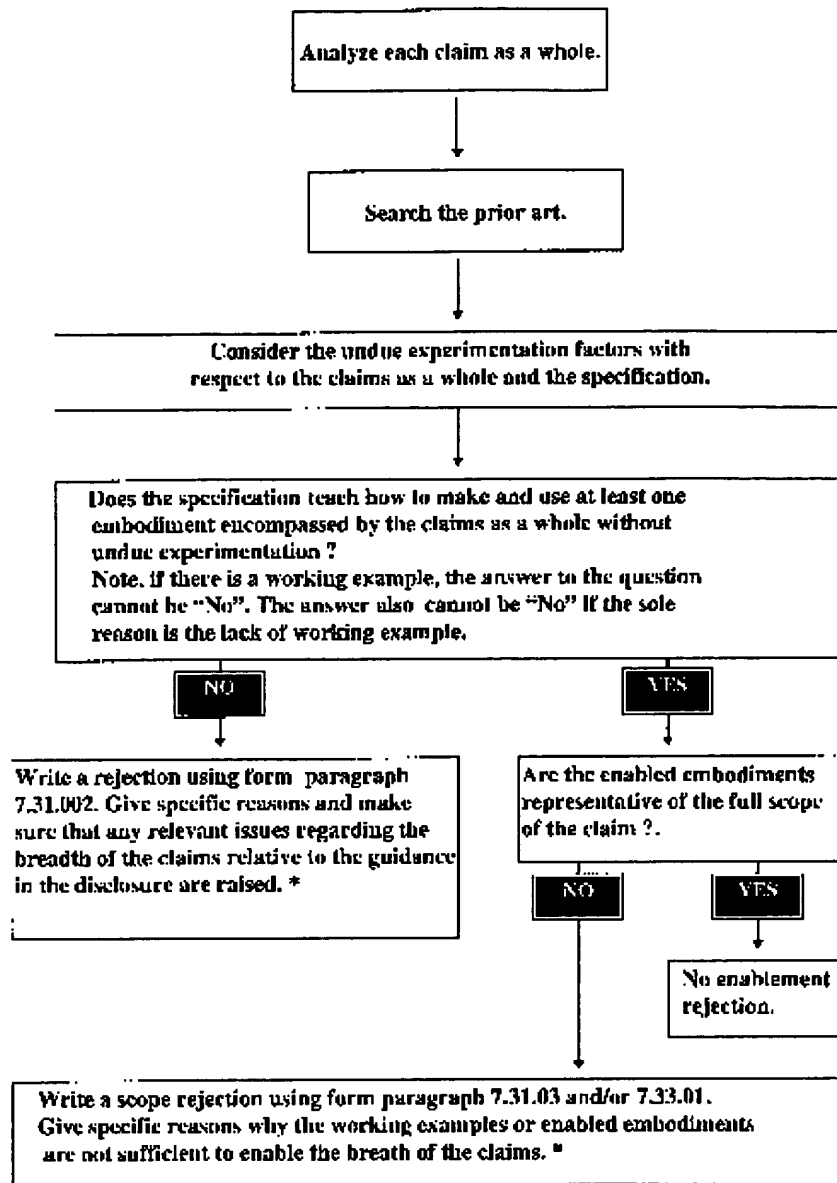 Analyze each claim as a whole.
Search the prior art.
Consider the undue experimentation factors with
respect to the claims as a whole and the specification.
Does the specification teach how to make and use at least one
embodiment encompassed by the claims as a whole without
undue experimentation ?
Note. if there is a working example, the answer to the question
cannot be “No”. The answer also cannot be “No” if the sole
reason is the lack of working example.
NO
YES
Write a rejection using form paragraph
7.31.002. Give specific reasons and make
sure that any relevant issues regarding the
breadth of the claims relative to the guidance
in the disclosure are raised. *
Are the enabled embodiments
representative of the full scope
of the claim ?.
NO
YES
No enablement
rejection.
Write a scope rejection using form paragraph 7.31.03 and/or 7.33.01.
Give specific reasons why the working examples or enabled embodiments
are not sufficient to enable the breath of the claims. *